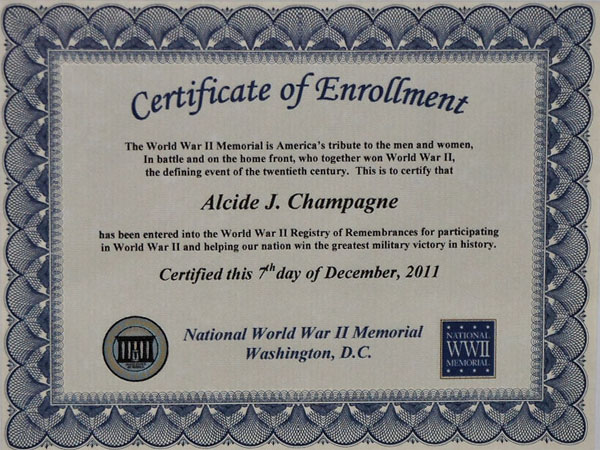 Certificate of Enrollment
The World War II Memorial is America's tribute to the men and women,
In battle and on the home front, who together won World War II,
the defining event of the twentieth century.  This is to certify that
Alcide J. Champagne
has been entered into the World War II Registry of Remembrances for participating
in World War II and helping our nation win the greatest military victory in history.
Certified this 7th day of December, 2011
National World War II Memorial
Washington, D.C.
NATIONAL
WWII
MEMORIAL